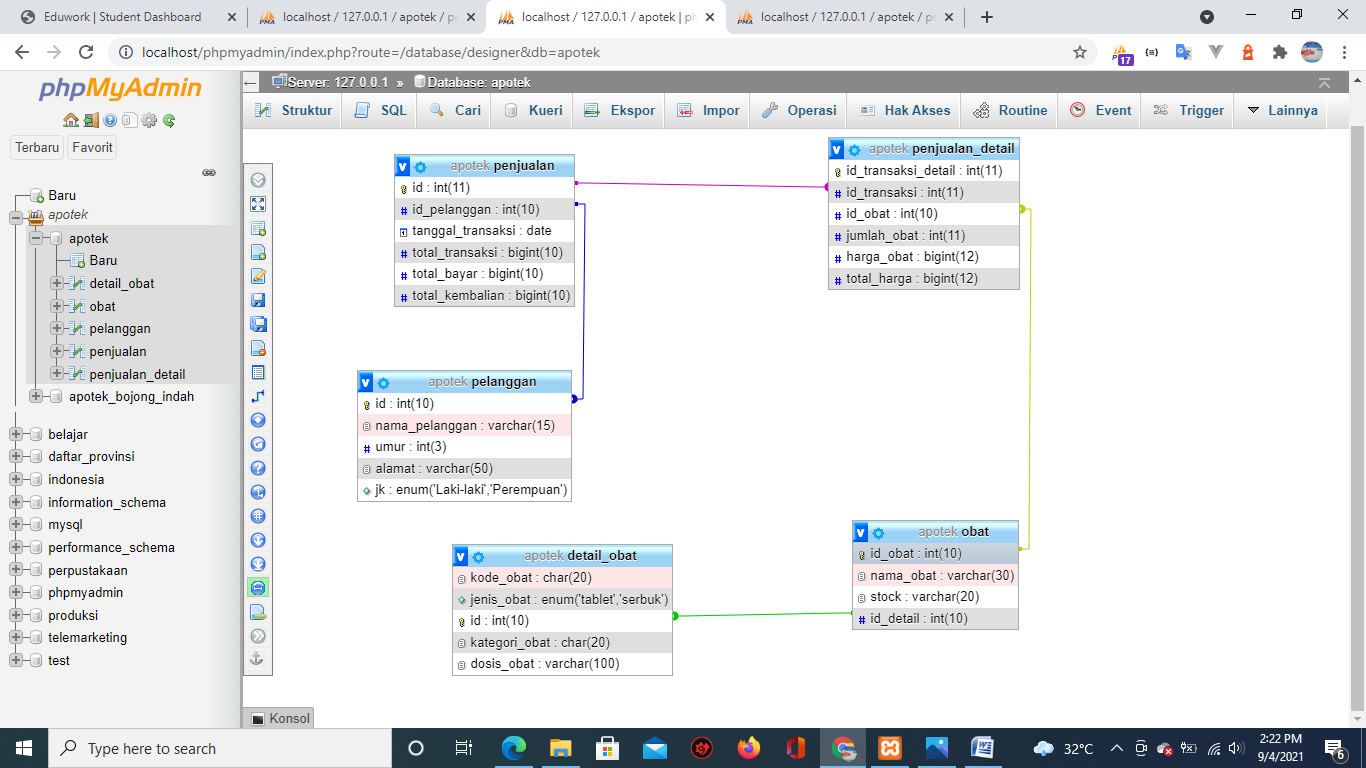 Eduwork | Student Dashboard
localhost / 127.0.0.1 / apotek / pe
localhost / 127.0.0.1 / apotek | ph
localhost / 127.0.0.1 / apotek / pe
localhost/phpmyadmin/index.php?route=/database/designer&db=apotek
17
phpMyAdmin
Terbaru
Favorit
Baru
apotek
apotek
Baru
detail_obat
obat
pelanggan
penjualan
penjualan_detail
apotek_bojong_indah
belajar
daftar_provinsi
indonesia
information_schema
mysql
performance_schema
perpustakaan
phpmyadmin
produksi
telemarketing
test
Server: 127.0.0.1 » Database: apotek
Struktur
SQL
Cari
Kueri
Ekspor
Impor
Operasi
Hak Akses
Routine
Event
Trigger
Lainnya
apotek penjualan
id : int(11)
id_pelanggan : int(10)
tanggal_transaksi : date
total_transaksi : bigint(10)
total_bayar : bigint(10)
total_kembalian : bigint(10)
apotek penjualan_detail
id_transaksi_detail : int(11)
id_transaksi : int(11)
id_obat : int(10)
jumlah_obat : int(11)
harga_obat : bigint(12)
total_harga : bigint(12)
apotek pelanggan
id : int(10)
nama_pelanggan : varchar(15)
umur : int(3)
alamat : varchar(50)
jk : enum('Laki-laki','Perempuan')
apotek detail_obat
kode_obat : char(20)
jenis_obat : enum('tablet','serbuk')
id : int(10)
kategori_obat : char(20)
dosis_obat : varchar(100)
apotek obat
id_obat : int(10)
nama_obat : varchar(30)
stock : varchar(20)
id_detail : int(10)
Konsol
Type here to search
32°C
2:22 PM
9/4/2021
6